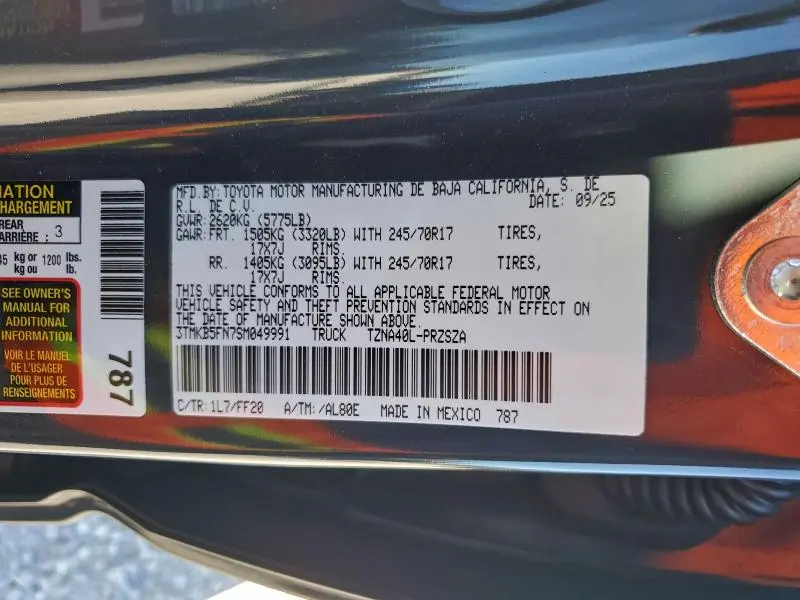 MATION
HARGEMENT
REAR
ARRIÈRE : 3
45 kg or 1200 lbs.
kg ou lb.
SEE OWNER'S
MANUAL FOR
ADDITIONAL
INFORMATION
VOIR LE MANUEL
DE L'USAGER
POUR PLUS DE
RENSEIGNEMENTS
787
MFD.BY:TOYOTA MOTOR MANUFACTURING DE BAJA CALIFORNIA, S. DE
R.L. DE C.V. DATE: 09/25
GVWR:2620KG (5775LB)
GAWR:FRT. 1505KG (3320LB) WITH 245/70R17 TIRES,
17X7J RIMS.
RR. 1405KG (3095LB) WITH 245/70R17 TIRES,
17X7J RIMS.
THIS VEHICLE CONFORMS TO ALL APPLICABLE FEDERAL MOTOR
VEHICLE SAFETY AND THEFT PREVENTION STANDARDS IN EFFECT ON
THE DATE OF MANUFACTURE SHOWN ABOVE.
3TMKB5FN7SM049991 TRUCK TZNA40L-PRZSZA
C/TR:1L7/FF20 A/TM:/AL80E MADE IN MEXICO 787